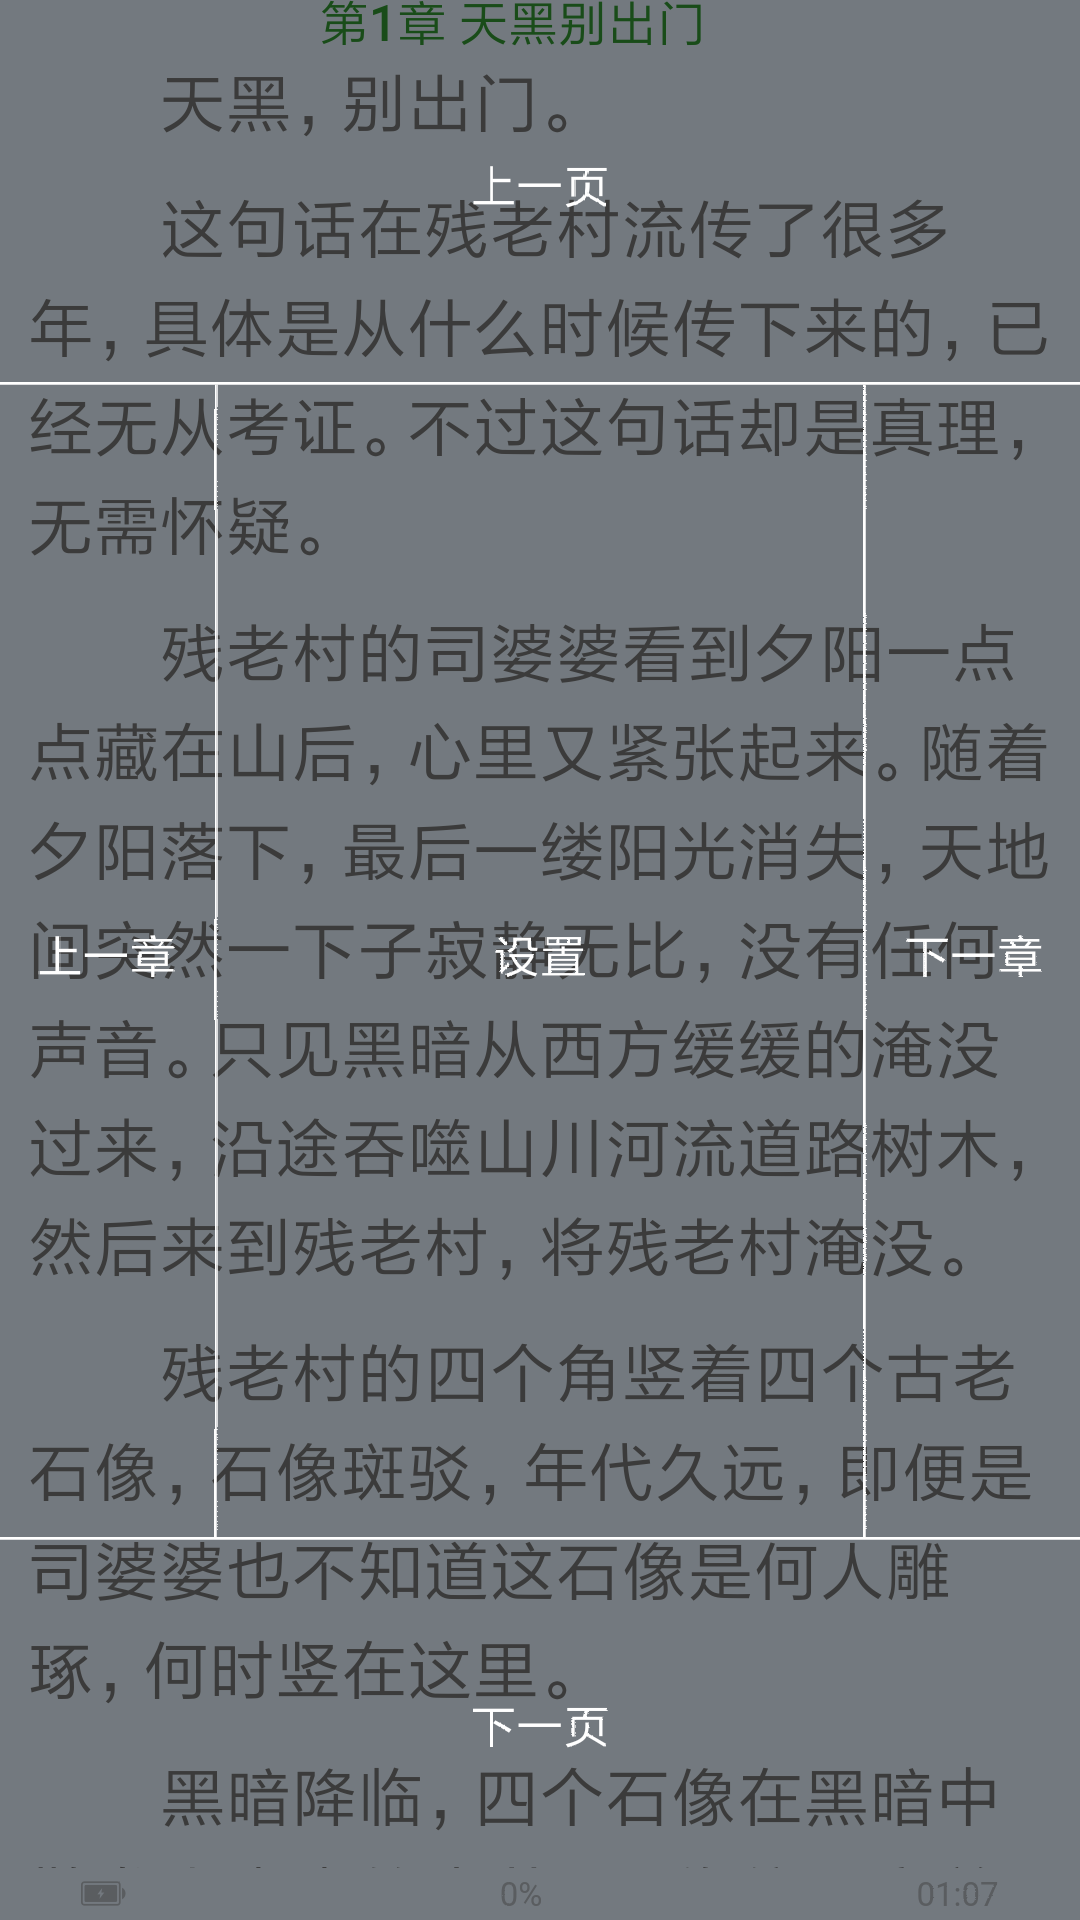 第1章 天黑别出门
天黑，别出门。
上一页
这句话在残老村流传了很多
年，具体是从什么时候传下来的，已
经无从考证。不过这句话却是真理，
无需怀疑。
残老村的司婆婆看到夕阳一点
点藏在山后，心里又紧张起来。随着
夕阳落下，最后一缕阳光消失，天地
间突然一下子寂静无比，没有任何
上一章 设置 下一章
声音。只见黑暗从西方缓缓的淹没
过来，沿途吞噬山川河流道路树木，
然后来到残老村，将残老村淹没。
残老村的四个角竖着四个古老
石像，石像斑驳，年代久远，即便是
司婆婆也不知道这石像是何人雕
琢，何时竖在这里。
下一页
黑暗降临，四个石像在黑暗中
0% 01:07